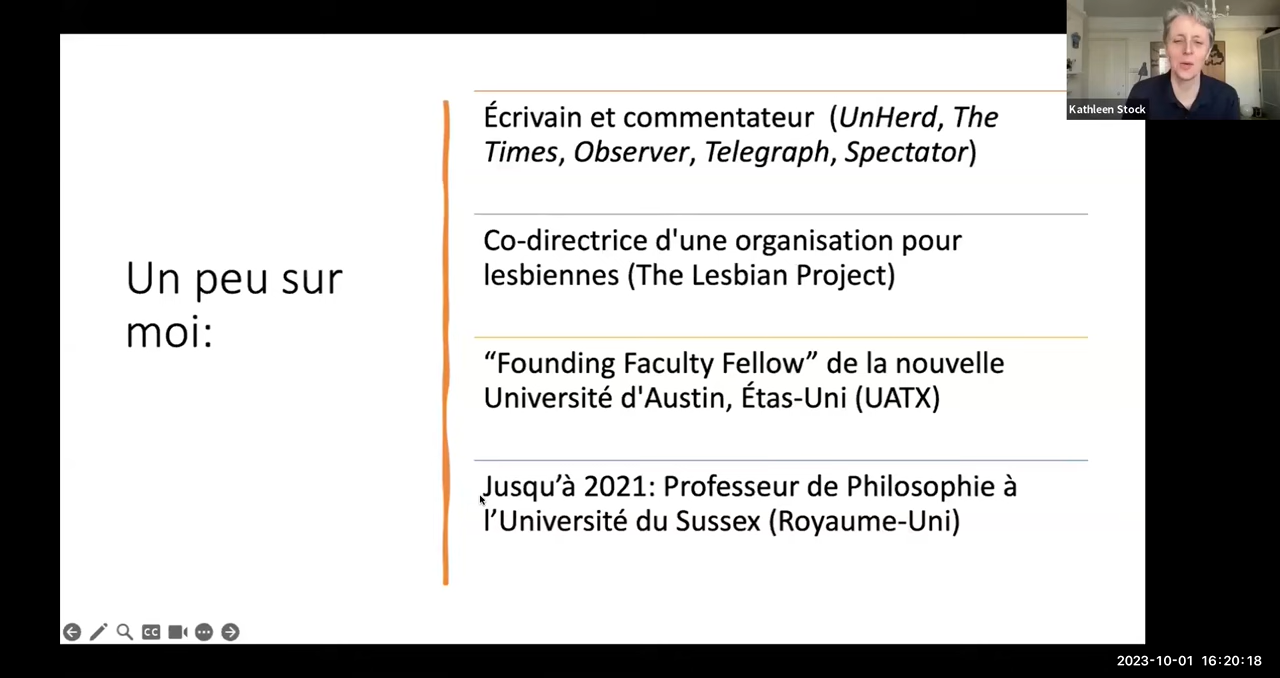 Kathleen Stock
Un peu sur
moi:
Écrivain et commentateur (UnHerd, The
Times, Observer, Telegraph, Spectator)
Co-directrice d'une organisation pour
lesbiennes (The Lesbian Project)
“Founding Faculty Fellow” de la nouvelle
Université d'Austin, Étas-Uni (UATX)
Jusqu’à 2021: Professeur de Philosophie à
l’Université du Sussex (Royaume-Uni)
CC
2023-10-01 16:20:18